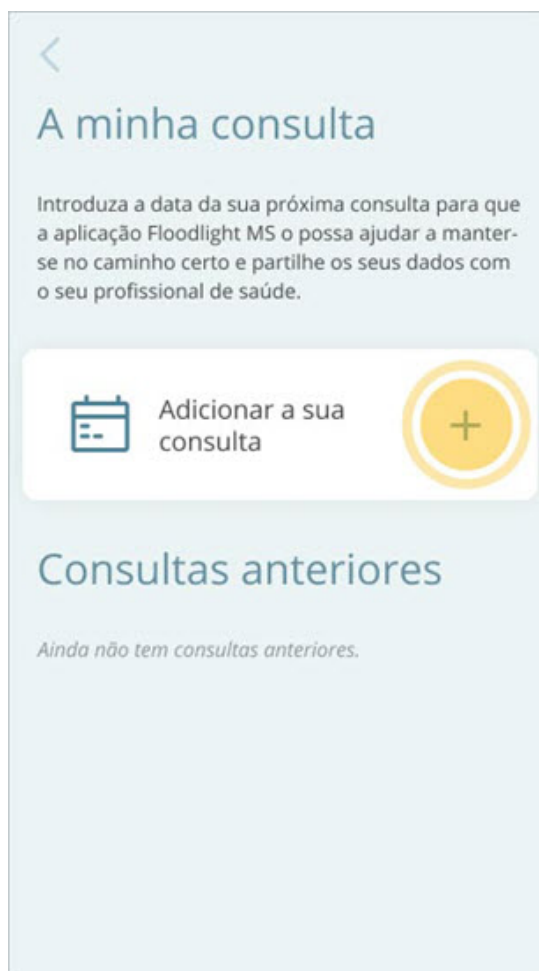 A minha consulta
Introduza a data da sua próxima consulta para que
a aplicação Floodlight MS o possa ajudar a manter-
se no caminho certo e partilhe os seus dados com
o seu profissional de saúde.
Adicionar a sua
consulta
Consultas anteriores
Ainda não tem consultas anteriores.